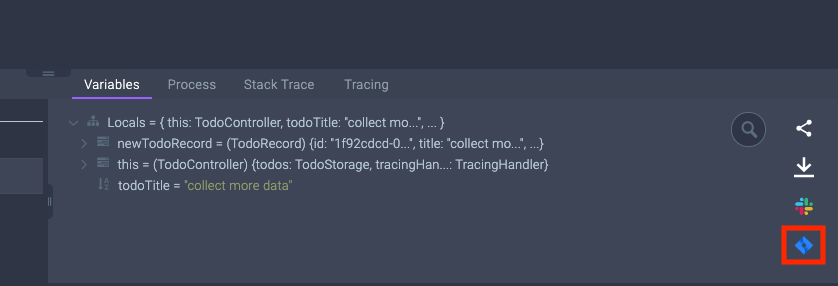 Variables Process Stack Trace Tracing
Locals = { this: TodoController, todoTitle: "collect mo...", ... }
newTodoRecord = (TodoRecord) {id: "1f92cdcd-0...", title: "collect mo...", ...}
this = (TodoController) {todos: TodoStorage, tracingHan...: TracingHandler}
todoTitle = "collect more data"